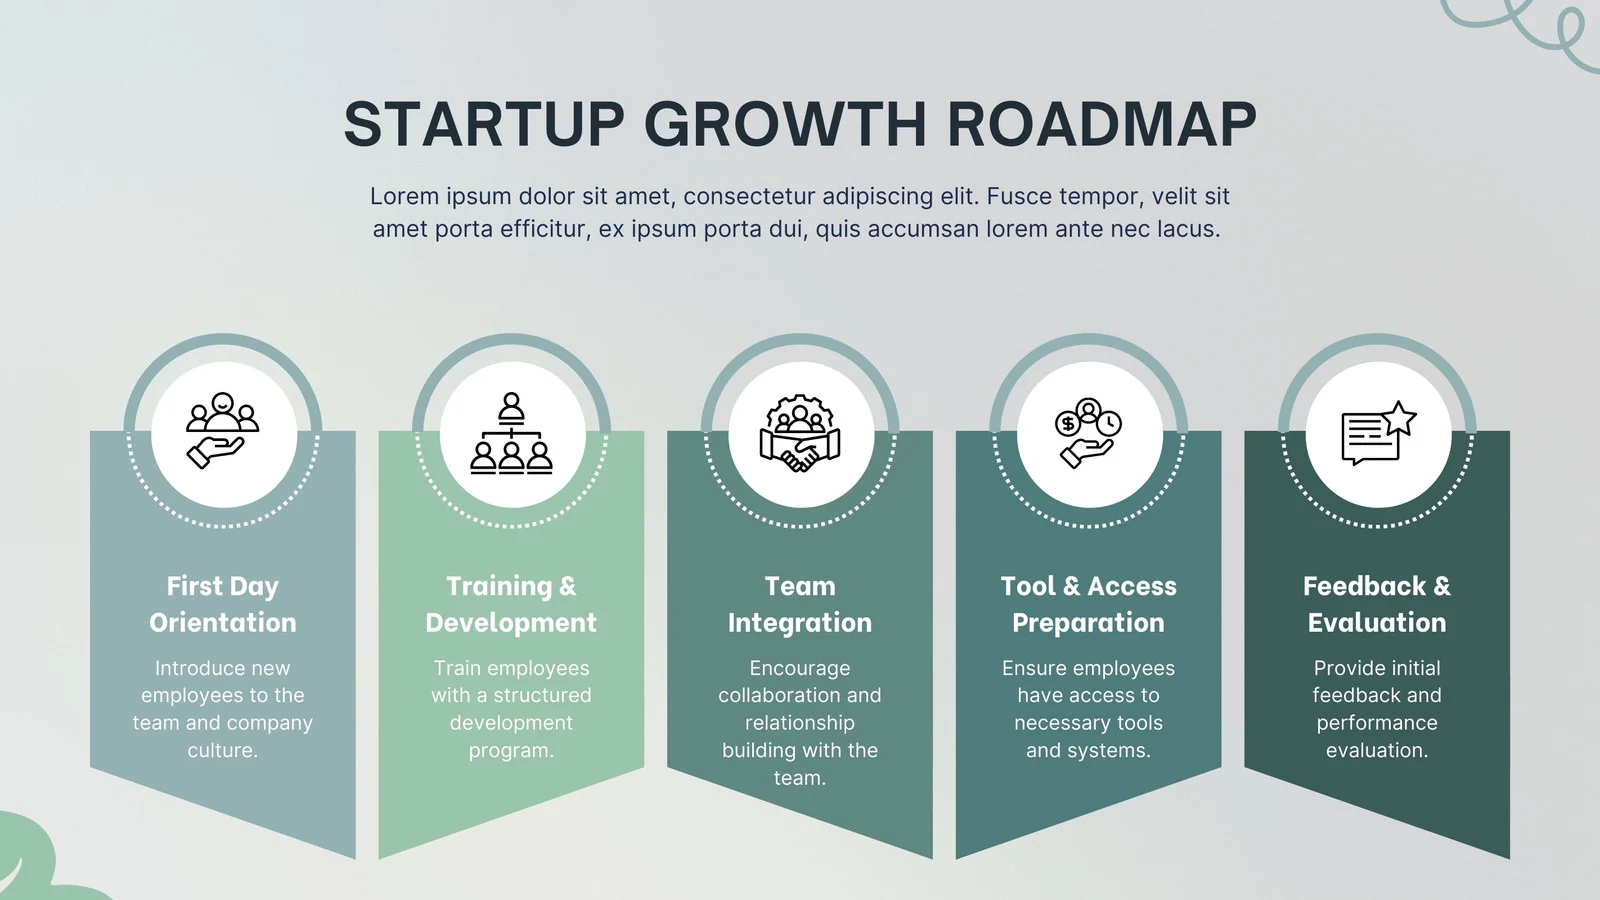 STARTUP GROWTH ROADMAP
Lorem ipsum dolor sit amet, consectetur adipiscing elit. Fusce tempor, velit sit
amet porta efficitur, ex ipsum porta dui, quis accumsan lorem ante nec lacus.
First Day
Orientation
Introduce new
employees to the
team and company
culture.
Training &
Development
Train employees
with a structured
development
program.
Team
Integration
Encourage
collaboration and
relationship
building with the
team.
$
Tool & Access
Preparation
Ensure employees
have access to
necessary tools
and systems.
Feedback &
Evaluation
Provide initial
feedback and
performance
evaluation.